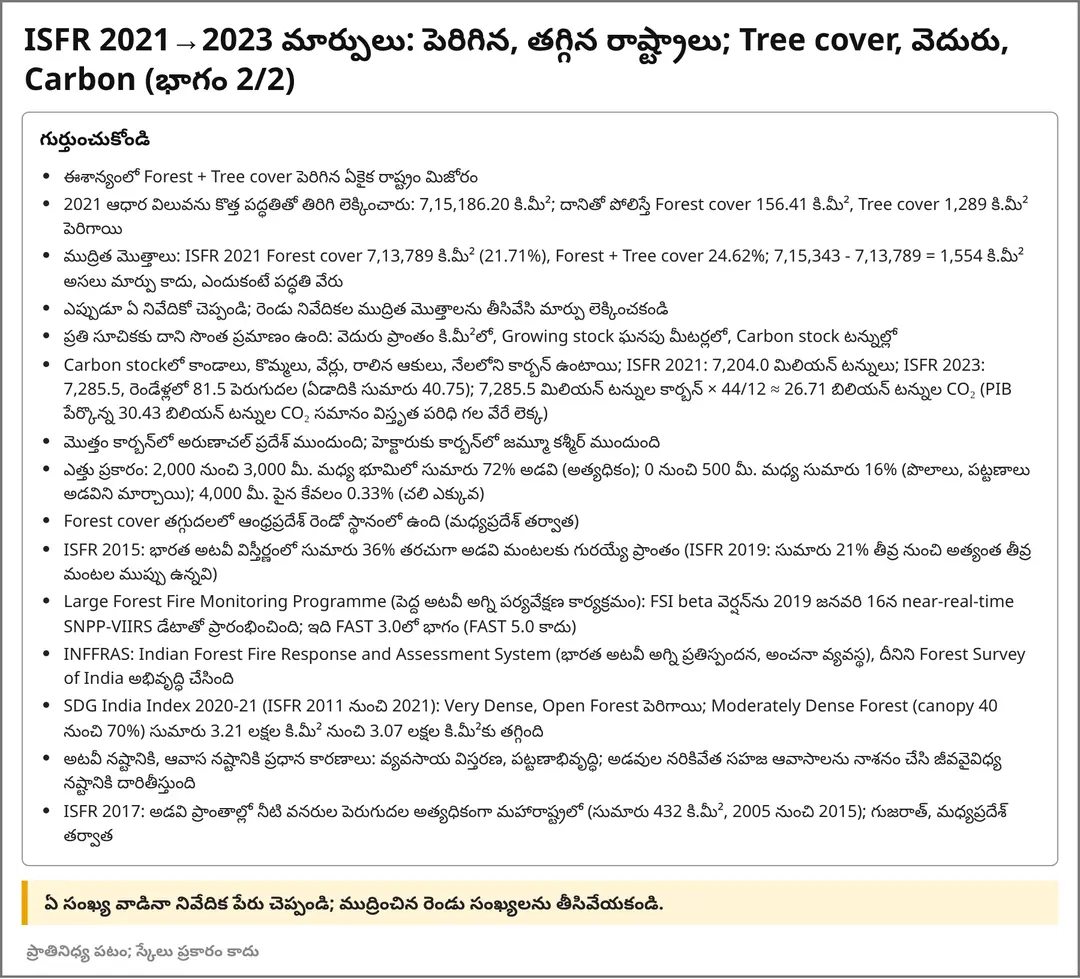 ISFR 2021→2023 మార్పులు: పెరిగిన, తగ్గిన రాష్ట్రాలు; Tree cover, వెదురు,
Carbon (భాగం 2/2)
గుర్తుంచుకోండి
• ఈశాన్యంలో Forest + Tree cover పెరిగిన ఏకైక రాష్ట్రం మిజోరం
• 2021 ఆధార విలువను కొత్త పద్ధతితో తిరిగి లెక్కించారు: 7,15,186.20 కి.మీ²; దానితో పోలిస్తే Forest cover 156.41 కి.మీ², Tree cover 1,289 కి.మీ²
పెరిగాయి
• ముద్రిత మొత్తాలు: ISFR 2021 Forest cover 7,13,789 కి.మీ² (21.71%), Forest + Tree cover 24.62%; 7,15,343 - 7,13,789 = 1,554 కి.మీ²
అసలు మార్పు కాదు, ఎందుకంటే పద్ధతి వేరు
• ఎప్పుడూ ఏ నివేదికో చెప్పండి; రెండు నివేదికల ముద్రిత మొత్తాలను తీసివేసి మార్పు లెక్కించకండి
• ప్రతి సూచికకు దాని సొంత ప్రమాణం ఉంది: వెదురు ప్రాంతం కి.మీ²లో, Growing stock ఘనపు మీటర్లలో, Carbon stock టన్నుల్లో
• Carbon stockలో కాండాలు, కొమ్మలు, వేర్లు, రాలిన ఆకులు, నేలలోని కార్బన్ ఉంటాయి; ISFR 2021: 7,204.0 మిలియన్ టన్నులు; ISFR 2023:
7,285.5, రెండేళ్లలో 81.5 పెరుగుదల (ఏడాదికి సుమారు 40.75); 7,285.5 మిలియన్ టన్నుల కార్బన్ × 44/12 ≈ 26.71 బిలియన్ టన్నుల CO₂ (PIB
పేర్కొన్న 30.43 బిలియన్ టన్నుల CO₂ సమానం విస్తృత పరిధి గల వేరే లెక్క)
• మొత్తం కార్బన్‌లో అరుణాచల్ ప్రదేశ్ ముందుంది; హెక్టారుకు కార్బన్‌లో జమ్మూ కశ్మీర్ ముందుంది
• ఎత్తు ప్రకారం: 2,000 నుంచి 3,000 మీ. మధ్య భూమిలో సుమారు 72% అడవి (అత్యధికం); 0 నుంచి 500 మీ. మధ్య సుమారు 16% (పొలాలు, పట్టణాలు
అడవిని మార్చాయి); 4,000 మీ. పైన కేవలం 0.33% (చలి ఎక్కువ)
• Forest cover తగ్గుదలలో ఆంధ్రప్రదేశ్ రెండో స్థానంలో ఉంది (మధ్యప్రదేశ్ తర్వాత)
• ISFR 2015: భారత అటవీ విస్తీర్ణంలో సుమారు 36% తరచుగా అడవి మంటలకు గురయ్యే ప్రాంతం (ISFR 2019: సుమారు 21% తీవ్ర నుంచి అత్యంత తీవ్ర
మంటల ముప్పు ఉన్నవి)
• Large Forest Fire Monitoring Programme (పెద్ద అటవీ అగ్ని పర్యవేక్షణ కార్యక్రమం): FSI beta వెర్షన్‌ను 2019 జనవరి 16న near-real-time
SNPP-VIIRS డేటాతో ప్రారంభించింది; ఇది FAST 3.0లో భాగం (FAST 5.0 కాదు)
• INFFRAS: Indian Forest Fire Response and Assessment System (భారత అటవీ అగ్ని ప్రతిస్పందన, అంచనా వ్యవస్థ), దీనిని Forest Survey
of India అభివృద్ధి చేసింది
• SDG India Index 2020-21 (ISFR 2011 నుంచి 2021): Very Dense, Open Forest పెరిగాయి; Moderately Dense Forest (canopy 40
నుంచి 70%) సుమారు 3.21 లక్షల కి.మీ² నుంచి 3.07 లక్షల కి.మీ²కు తగ్గింది
• అటవీ నష్టానికి, ఆవాస నష్టానికి ప్రధాన కారణాలు: వ్యవసాయ విస్తరణ, పట్టణాభివృద్ధి; అడవుల నరికివేత సహజ ఆవాసాలను నాశనం చేసి జీవవైవిధ్య
నష్టానికి దారితీస్తుంది
• ISFR 2017: అడవి ప్రాంతాల్లో నీటి వనరుల పెరుగుదల అత్యధికంగా మహారాష్ట్రలో (సుమారు 432 కి.మీ², 2005 నుంచి 2015); గుజరాత్, మధ్యప్రదేశ్
తర్వాత
ఏ సంఖ్య వాడినా నివేదిక పేరు చెప్పండి; ముద్రించిన రెండు సంఖ్యలను తీసివేయకండి.
ప్రాతినిధ్య పటం; స్కేలు ప్రకారం కాదు